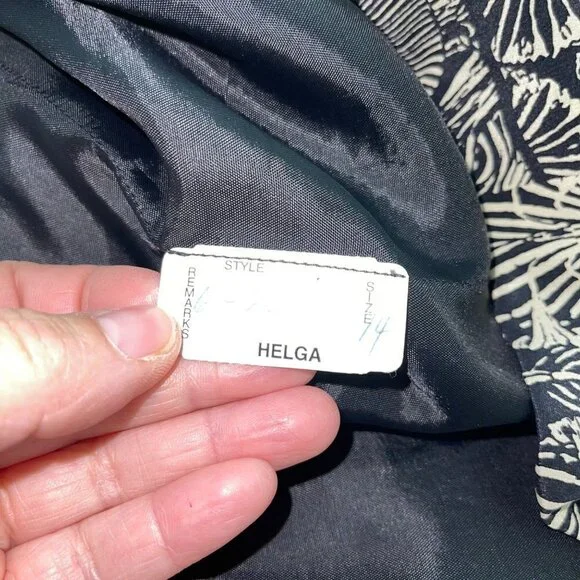 STYLE
REMARKS
SIZE
14
HELGA